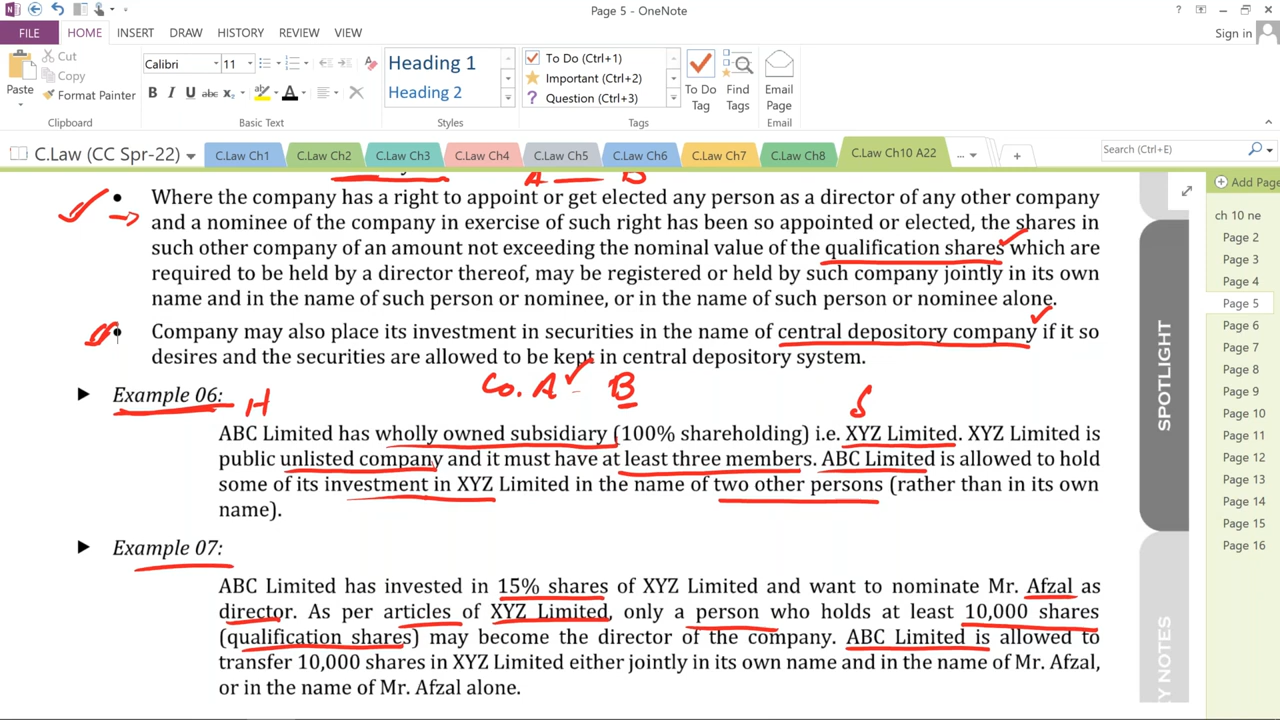 Page 5 - OneNote
?
FILE HOME INSERT DRAW HISTORY REVIEW VIEW
Sign in
Cut
Copy
Format Painter
Paste
Calibri 11
B I U abc x₂ A
Heading 1
Heading 2
To Do (Ctrl+1)
Important (Ctrl+2)
? Question (Ctrl+3)
To Do Tag
Find Tags
Email Page
Clipboard Basic Text Styles Tags Email
C.Law (CC Spr-22) C.Law Ch1 C.Law Ch2 C.Law Ch3 C.Law Ch4 C.Law Ch5 C.Law Ch6 C.Law Ch7 C.Law Ch8 C.Law Ch10 A22 ... +
Search (Ctrl+E)
• Where the company has a right to appoint or get elected any person as a director of any other company
and a nominee of the company in exercise of such right has been so appointed or elected, the shares in
such other company of an amount not exceeding the nominal value of the qualification shares which are
required to be held by a director thereof, may be registered or held by such company jointly in its own
name and in the name of such person or nominee, or in the name of such person or nominee alone.
• Company may also place its investment in securities in the name of central depository company if it so
desires and the securities are allowed to be kept in central depository system.
Co. A - B
Example 06:
H S
ABC Limited has wholly owned subsidiary (100% shareholding) i.e. XYZ Limited. XYZ Limited is
public unlisted company and it must have at least three members. ABC Limited is allowed to hold
some of its investment in XYZ Limited in the name of two other persons (rather than in its own
name).
Example 07:
ABC Limited has invested in 15% shares of XYZ Limited and want to nominate Mr. Afzal as
director. As per articles of XYZ Limited, only a person who holds at least 10,000 shares
(qualification shares) may become the director of the company. ABC Limited is allowed to
transfer 10,000 shares in XYZ Limited either jointly in its own name and in the name of Mr. Afzal,
or in the name of Mr. Afzal alone.
SPOTLIGHT
Y NOTES
Add Page
ch 10 ne
Page 2
Page 3
Page 4
Page 5
Page 6
Page 7
Page 8
Page 9
Page 10
Page 11
Page 12
Page 13
Page 14
Page 15
Page 16